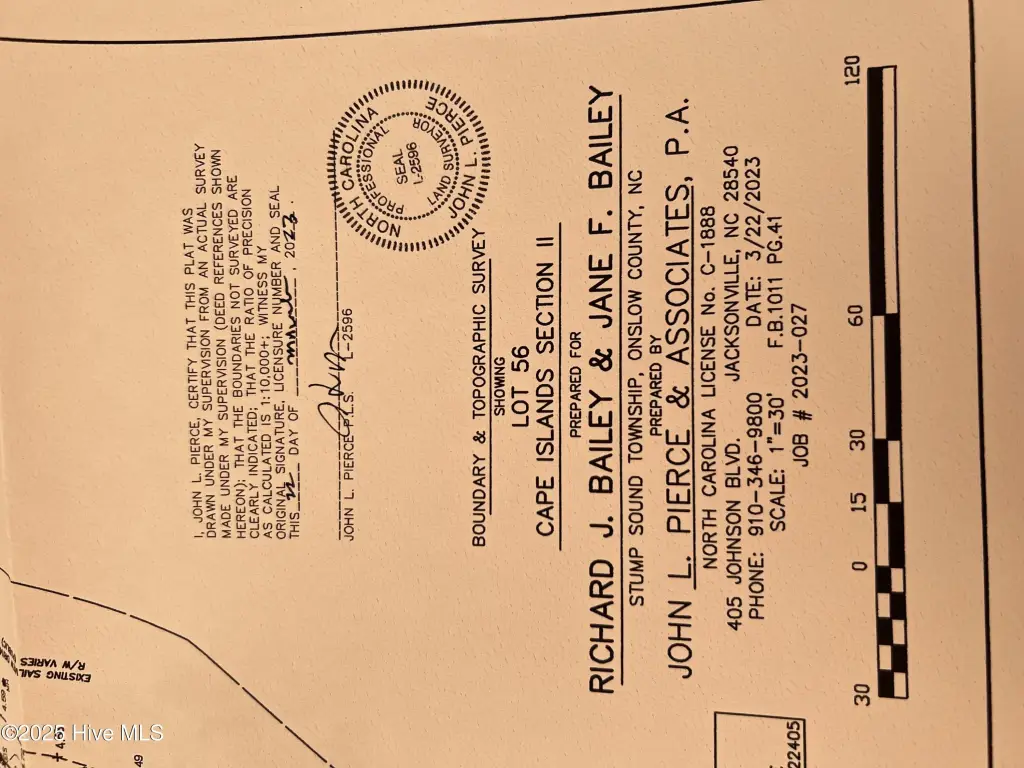 I, JOHN L. PIERCE, CERTIFY THAT THIS PLAT WAS
DRAWN UNDER MY SUPERVISION FROM AN ACTUAL SURVEY
MADE UNDER MY SUPERVISION (DEED REFERENCES SHOWN
HEREON); THAT THE BOUNDARIES NOT SURVEYED ARE
CLEARLY INDICATED; THAT THE RATIO OF PRECISION
AS CALCULATED IS 1:10,000+; WITNESS MY
ORIGINAL SIGNATURE, LICENSURE NUMBER AND SEAL
THIS DAY OF , 2023.
JOHN L. PIERCE P.L.S. L-2596
NORTH CAROLINA
PROFESSIONAL
SEAL
L-2596
LAND SURVEYOR
JOHN L. PIERCE
BOUNDARY & TOPOGRAPHIC SURVEY
SHOWING
LOT 56
CAPE ISLANDS SECTION II
PREPARED FOR
RICHARD J. BAILEY & JANE F. BAILEY
STUMP SOUND TOWNSHIP, ONSLOW COUNTY, NC
PREPARED BY
JOHN L. PIERCE & ASSOCIATES, P.A.
NORTH CAROLINA LICENSE No. C-1888
405 JOHNSON BLVD. JACKSONVILLE, NC 28540
PHONE: 910-346-9800 DATE: 3/22/2023
SCALE: 1"=30' F.B.1011 PG.41
JOB # 2023-027
30 0 15 30 60 120
EXISTING SAIL
R/W VARIES
4.69
49
22405
©2025 Hive MLS